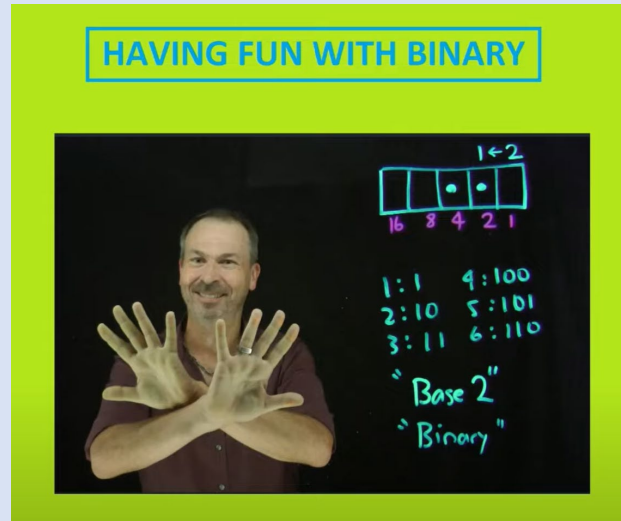 HAVING FUN WITH BINARY
1←2
16 8 4 2 1
1:1 4:100
2:10 5:101
3:11 6:110
"Base 2"
"Binary"